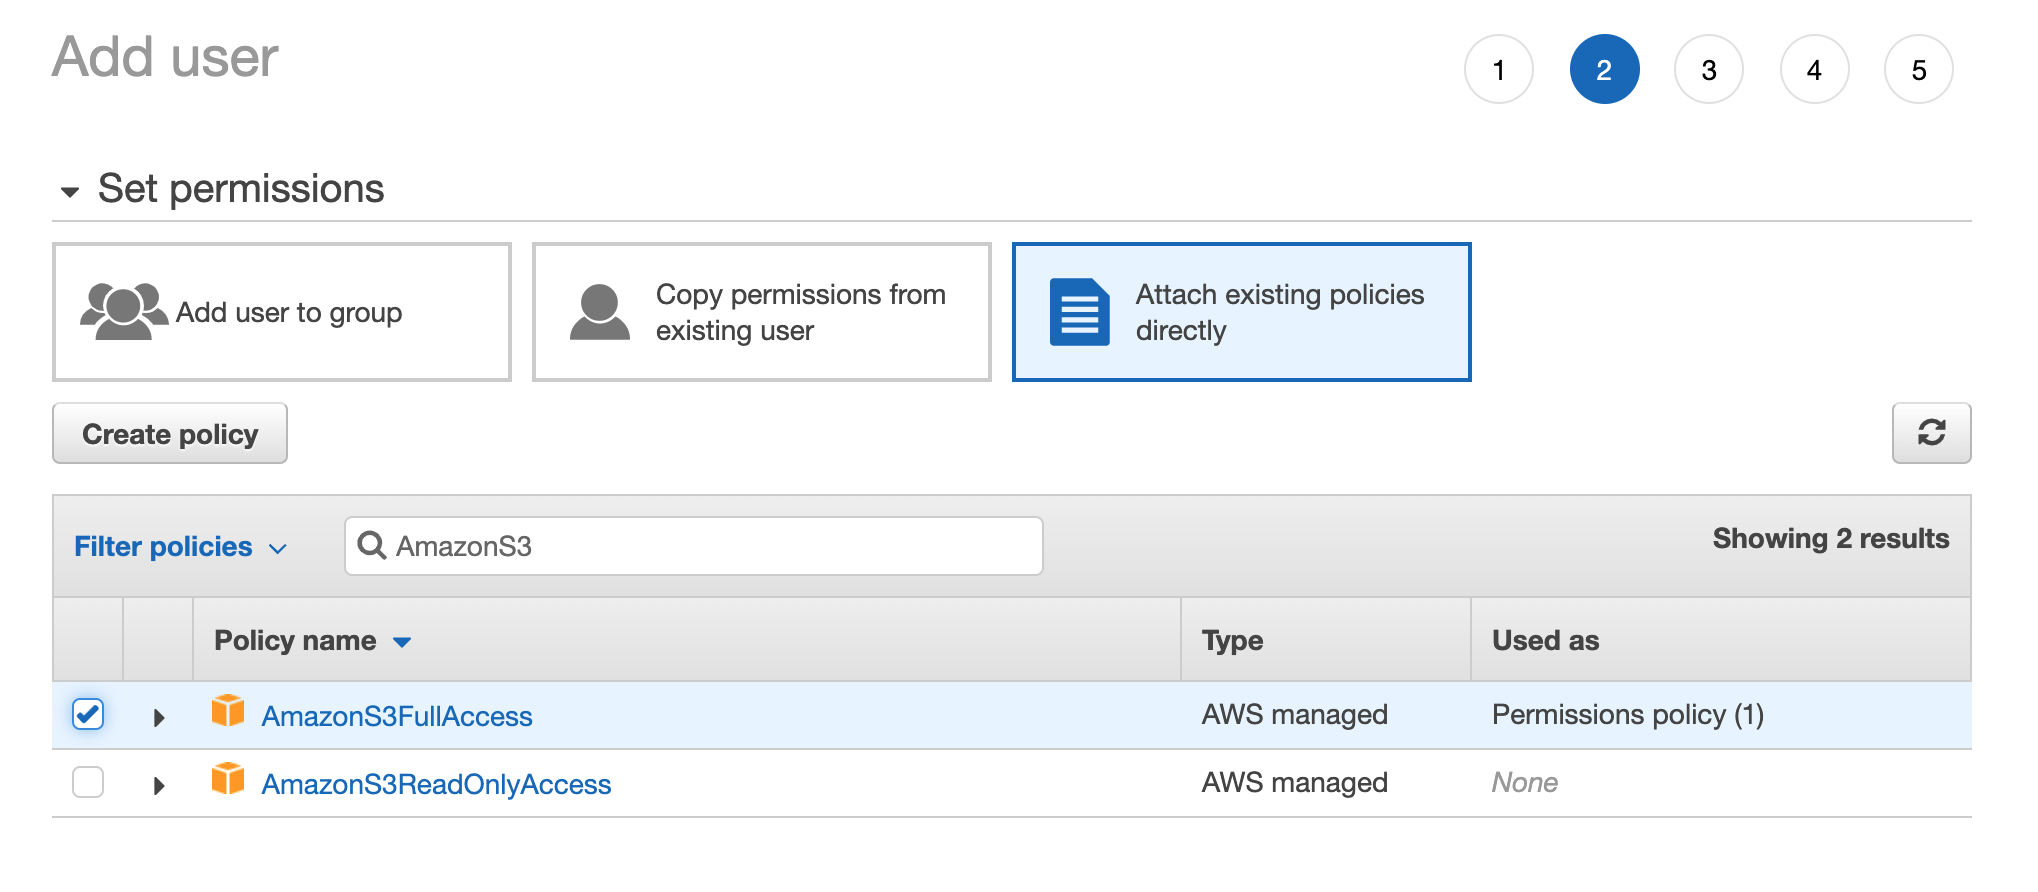 Add user
1 2 3 4 5
Set permissions
Add user to group
Copy permissions from
existing user
Attach existing policies
directly
Create policy
Filter policies
AmazonS3
Showing 2 results
Policy name Type Used as
AmazonS3FullAccess AWS managed Permissions policy (1)
AmazonS3ReadOnlyAccess AWS managed None